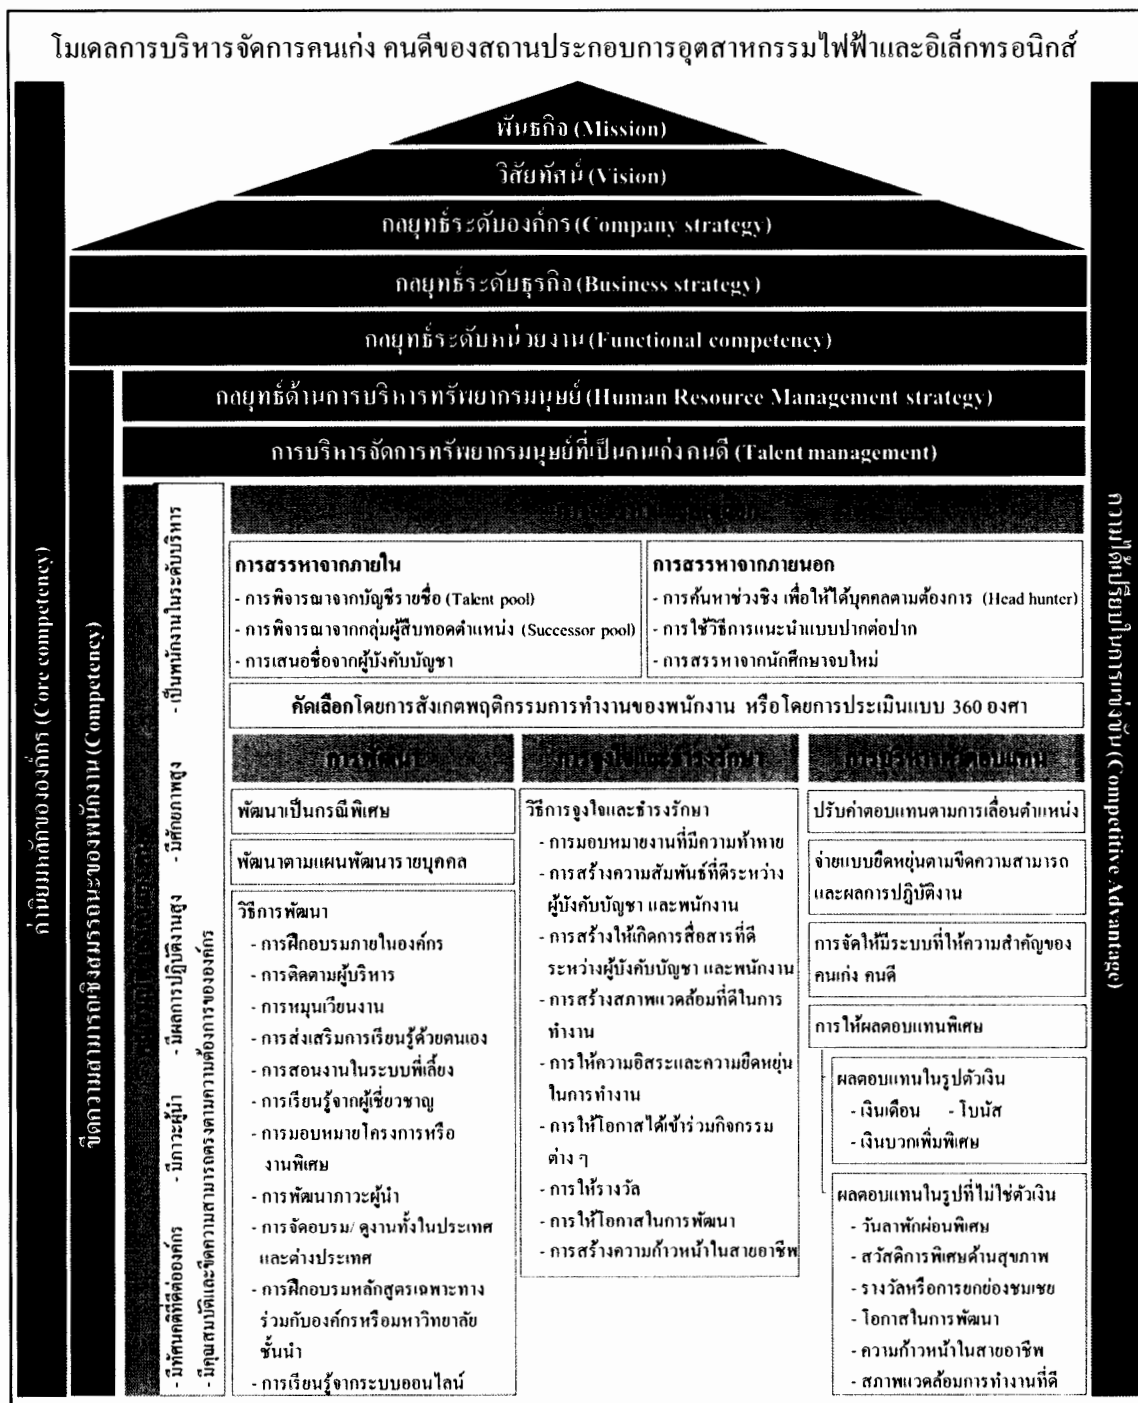 โมเดลการบริหารจัดการคนเก่ง คนดีของสถานประกอบการอุตสาหกรรมไฟฟ้าและอิเล็กทรอนิกส์
พันธกิจ (Mission)
วิสัยทัศน์ (Vision)
กลยุทธ์ระดับองค์กร (Company strategy)
กลยุทธ์ระดับธุรกิจ (Business strategy)
กลยุทธ์ระดับหน่วยงาน (Functional competency)
กลยุทธ์ด้านการบริหารทรัพยากรมนุษย์ (Human Resource Management strategy)
การบริหารจัดการทรัพยากรมนุษย์ที่เป็นคนเก่ง คนดี (Talent management)
ค่านิยมหลักขององค์กร (Core competency)
ขีดความสามารถเชิงสมรรถนะของพนักงาน (Competency)
- มีทัศนคติที่ดีต่อองค์กร - มีภาวะผู้นำ - มีผลการปฏิบัติงานสูง - มีศักยภาพสูง - เป็นพนักงานในระดับบริหาร
- มีคุณสมบัติและขีดความสามารถตรงตามความต้องการขององค์กร
การสรรหาจากภายใน
- การพิจารณาจากบัญชีรายชื่อ (Talent pool)
- การพิจารณาจากกลุ่มผู้สืบทอดตำแหน่ง (Successor pool)
- การเสนอชื่อจากผู้บังคับบัญชา
การสรรหาจากภายนอก
- การค้นหาช่วงชิง เพื่อให้ได้บุคคลตามต้องการ (Head hunter)
- การใช้วิธีการแนะนำแบบปากต่อปาก
- การสรรหาจากนักศึกษาจบใหม่
คัดเลือกโดยการสังเกตพฤติกรรมการทำงานของพนักงาน หรือโดยการประเมินแบบ 360 องศา
การพัฒนา
พัฒนาเป็นกรณีพิเศษ
พัฒนาตามแผนพัฒนารายบุคคล
วิธีการพัฒนา
- การฝึกอบรมภายในองค์กร
- การติดตามผู้บริหาร
- การหมุนเวียนงาน
- การส่งเสริมการเรียนรู้ด้วยตนเอง
- การสอนงานในระบบพี่เลี้ยง
- การเรียนรู้จากผู้เชี่ยวชาญ
- การมอบหมายโครงการหรือ
งานพิเศษ
- การพัฒนาภาวะผู้นำ
- การจัดอบรม/ ดูงานทั้งในประเทศ
และต่างประเทศ
- การฝึกอบรมหลักสูตรเฉพาะทาง
ร่วมกับองค์กรหรือมหาวิทยาลัย
ชั้นนำ
- การเรียนรู้จากระบบออนไลน์
การจูงใจและธำรงรักษา
วิธีการจูงใจและธำรงรักษา
- การมอบหมายงานที่มีความท้าทาย
- การสร้างความสัมพันธ์ที่ดีระหว่าง
ผู้บังคับบัญชา และพนักงาน
- การสร้างให้เกิดการสื่อสารที่ดี
ระหว่างผู้บังคับบัญชา และพนักงาน
- การสร้างสภาพแวดล้อมที่ดีในการ
ทำงาน
- การให้ความอิสระและความยืดหยุ่น
ในการทำงาน
- การให้โอกาสได้เข้าร่วมกิจกรรม
ต่าง ๆ
- การให้รางวัล
- การให้โอกาสในการพัฒนา
- การสร้างความก้าวหน้าในสายอาชีพ
การบริหารผลตอบแทน
ปรับค่าตอบแทนตามการเลื่อนตำแหน่ง
จ่ายแบบยืดหยุ่นตามขีดความสามารถ
และผลการปฏิบัติงาน
การจัดให้มีระบบที่ให้ความสำคัญของ
คนเก่ง คนดี
การให้ผลตอบแทนพิเศษ
ผลตอบแทนในรูปตัวเงิน
- เงินเดือน - โบนัส
- เงินบวกเพิ่มพิเศษ
ผลตอบแทนในรูปที่ไม่ใช่ตัวเงิน
- วันลาพักผ่อนพิเศษ
- สวัสดิการพิเศษด้านสุขภาพ
- รางวัลหรือการยกย่องชมเชย
- โอกาสในการพัฒนา
- ความก้าวหน้าในสายอาชีพ
- สภาพแวดล้อมการทำงานที่ดี
ความได้เปรียบในการแข่งขัน (Competitive Advantage)